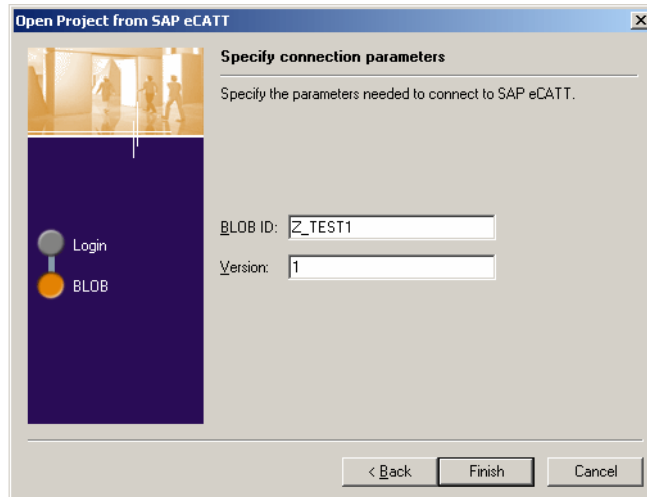 Open Project from SAP eCATT
Specify connection parameters
Specify the parameters needed to connect to SAP eCATT.
BLOB ID: Z_TEST1
Version: 1
Login
BLOB
< Back Finish Cancel